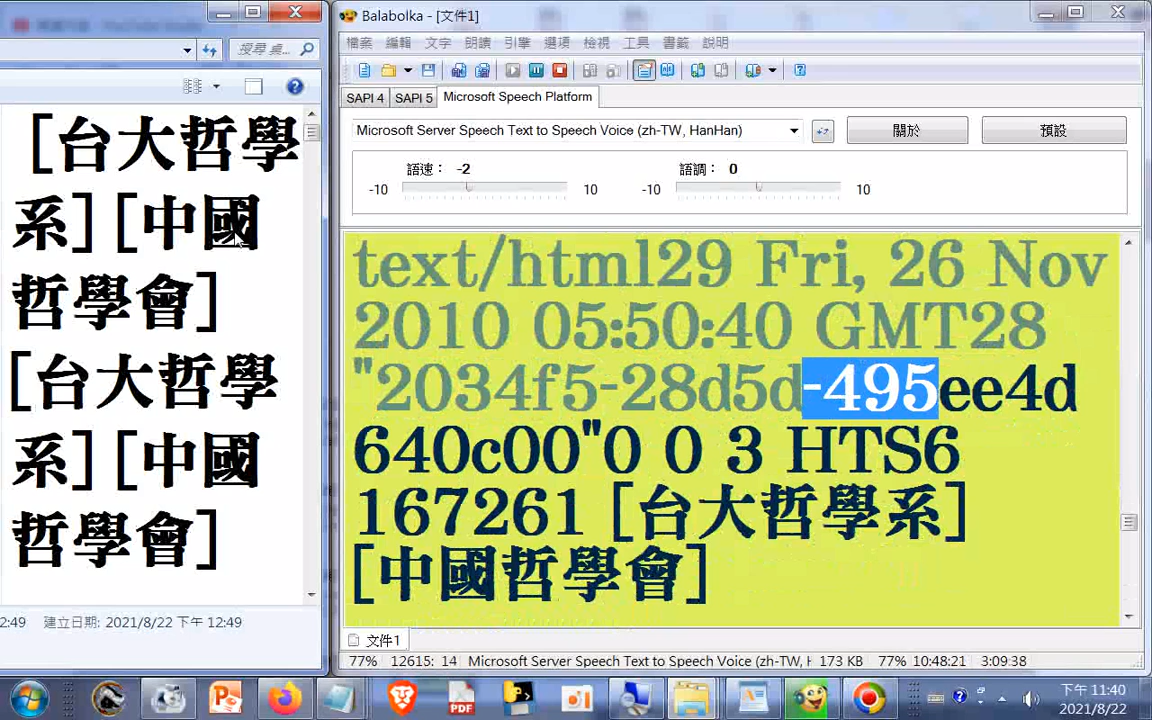 搜尋 桌...
[台大哲學
系] [中國
哲學會]
[台大哲學
系] [中國
哲學會]
12:49 建立日期: 2021/8/22 下午 12:49
Balabolka - [文件1]
檔案 編輯 文字 朗讀 引擎 選項 檢視 工具 書籤 說明
SAPI 4 SAPI 5 Microsoft Speech Platform
Microsoft Server Speech Text to Speech Voice (zh-TW, HanHan) 關於 預設
語速： -2 語調： 0
-10 10 -10 10
text/html29 Fri, 26 Nov
2010 05:50:40 GMT28
"2034f5-28d5d-495ee4d
640c00"0 0 3 HTS6
167261 [台大哲學系]
[中國哲學會]
文件1
77% 12615: 14 Microsoft Server Speech Text to Speech Voice (zh-TW, H 173 KB 77% 10:48:21 3:09:38
PDF
下午 11:40
2021/8/22